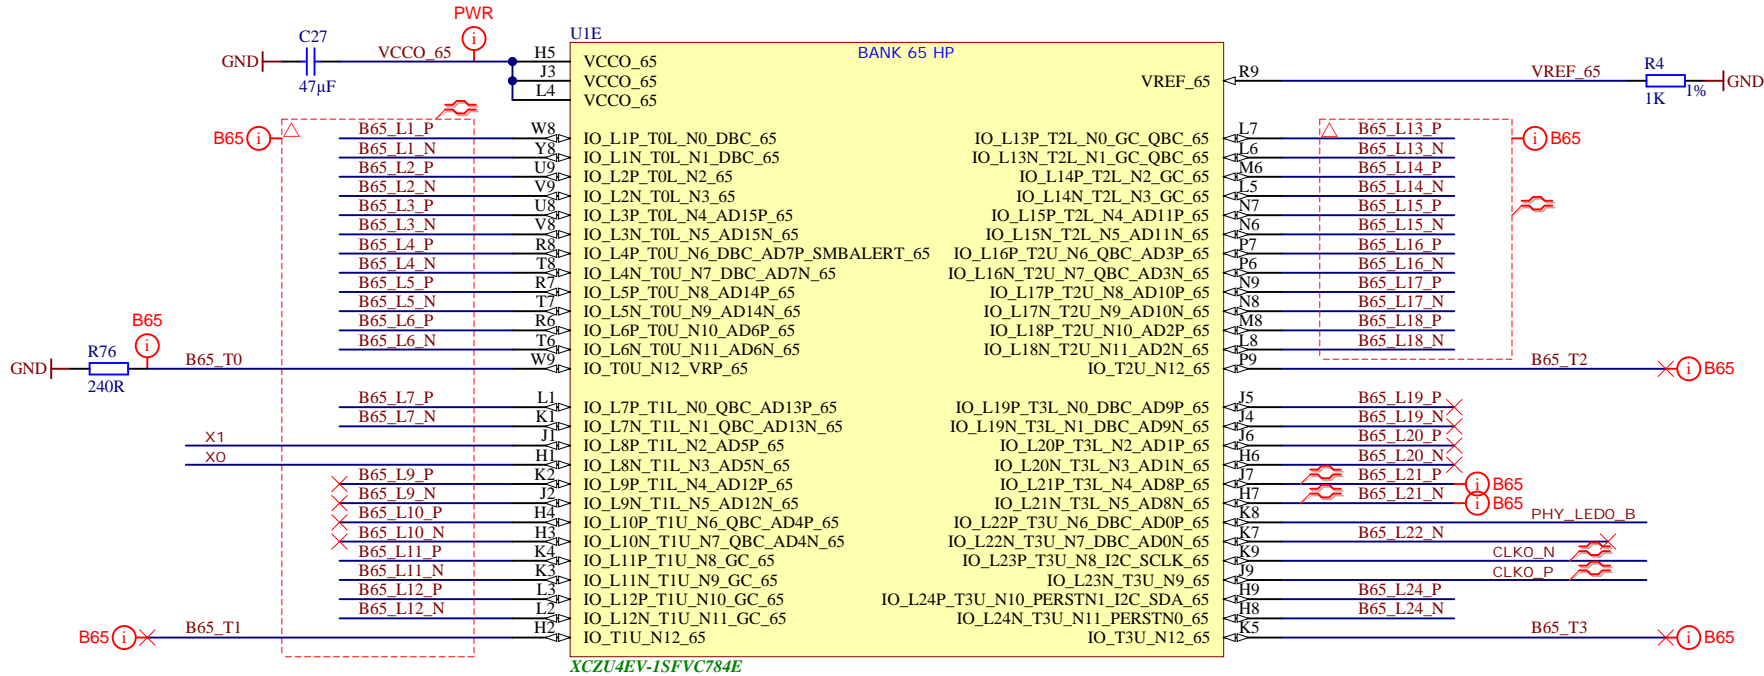 PWR
U1E
BANK 65 HP
C27
GND
47µF
VCCO_65
H5 VCCO_65
J3 VCCO_65
L4 VCCO_65
VREF_65 R9 VREF_65 R4 GND
1K 1%
B65
B65_L1_P W8 IO_L1P_T0L_N0_DBC_65
B65_L1_N Y8 IO_L1N_T0L_N1_DBC_65
B65_L2_P U9 IO_L2P_T0L_N2_65
B65_L2_N V9 IO_L2N_T0L_N3_65
B65_L3_P U8 IO_L3P_T0L_N4_AD15P_65
B65_L3_N V8 IO_L3N_T0L_N5_AD15N_65
B65_L4_P R8 IO_L4P_T0U_N6_DBC_AD7P_SMBALERT_65
B65_L4_N T8 IO_L4N_T0U_N7_DBC_AD7N_65
B65_L5_P R7 IO_L5P_T0U_N8_AD14P_65
B65_L5_N T7 IO_L5N_T0U_N9_AD14N_65
B65_L6_P R6 IO_L6P_T0U_N10_AD6P_65
B65_L6_N T6 IO_L6N_T0U_N11_AD6N_65
B65
R76
GND
240R
B65_T0 W9 IO_T0U_N12_VRP_65
B65_L7_P L1 IO_L7P_T1L_N0_QBC_AD13P_65
B65_L7_N K1 IO_L7N_T1L_N1_QBC_AD13N_65
X1 J1 IO_L8P_T1L_N2_AD5P_65
X0 H1 IO_L8N_T1L_N3_AD5N_65
B65_L9_P K2 IO_L9P_T1L_N4_AD12P_65
B65_L9_N J2 IO_L9N_T1L_N5_AD12N_65
B65_L10_P H4 IO_L10P_T1U_N6_QBC_AD4P_65
B65_L10_N H3 IO_L10N_T1U_N7_QBC_AD4N_65
B65_L11_P K4 IO_L11P_T1U_N8_GC_65
B65_L11_N K3 IO_L11N_T1U_N9_GC_65
B65_L12_P L3 IO_L12P_T1U_N10_GC_65
B65_L12_N L2 IO_L12N_T1U_N11_GC_65
B65 B65_T1 H2 IO_T1U_N12_65
IO_L13P_T2L_N0_GC_QBC_65 L7 B65_L13_P B65
IO_L13N_T2L_N1_GC_QBC_65 L6 B65_L13_N
IO_L14P_T2L_N2_GC_65 M6 B65_L14_P
IO_L14N_T2L_N3_GC_65 L5 B65_L14_N
IO_L15P_T2L_N4_AD11P_65 N7 B65_L15_P
IO_L15N_T2L_N5_AD11N_65 N6 B65_L15_N
IO_L16P_T2U_N6_QBC_AD3P_65 P7 B65_L16_P
IO_L16N_T2U_N7_QBC_AD3N_65 P6 B65_L16_N
IO_L17P_T2U_N8_AD10P_65 N9 B65_L17_P
IO_L17N_T2U_N9_AD10N_65 N8 B65_L17_N
IO_L18P_T2U_N10_AD2P_65 M8 B65_L18_P
IO_L18N_T2U_N11_AD2N_65 L8 B65_L18_N
IO_T2U_N12_65 P9 B65_T2 B65
IO_L19P_T3L_N0_DBC_AD9P_65 J5 B65_L19_P
IO_L19N_T3L_N1_DBC_AD9N_65 J4 B65_L19_N
IO_L20P_T3L_N2_AD1P_65 J6 B65_L20_P
IO_L20N_T3L_N3_AD1N_65 H6 B65_L20_N
IO_L21P_T3L_N4_AD8P_65 J7 B65_L21_P B65
IO_L21N_T3L_N5_AD8N_65 H7 B65_L21_N B65
IO_L22P_T3U_N6_DBC_AD0P_65 K8 PHY_LED0_B
IO_L22N_T3U_N7_DBC_AD0N_65 K7 B65_L22_N
IO_L23P_T3U_N8_I2C_SCLK_65 K9 CLK0_N
IO_L23N_T3U_N9_65 J9 CLK0_P
IO_L24P_T3U_N10_PERSTN1_I2C_SDA_65 H9 B65_L24_P
IO_L24N_T3U_N11_PERSTN0_65 H8 B65_L24_N
IO_T3U_N12_65 K5 B65_T3 B65
XCZU4EV-1SFVC784E